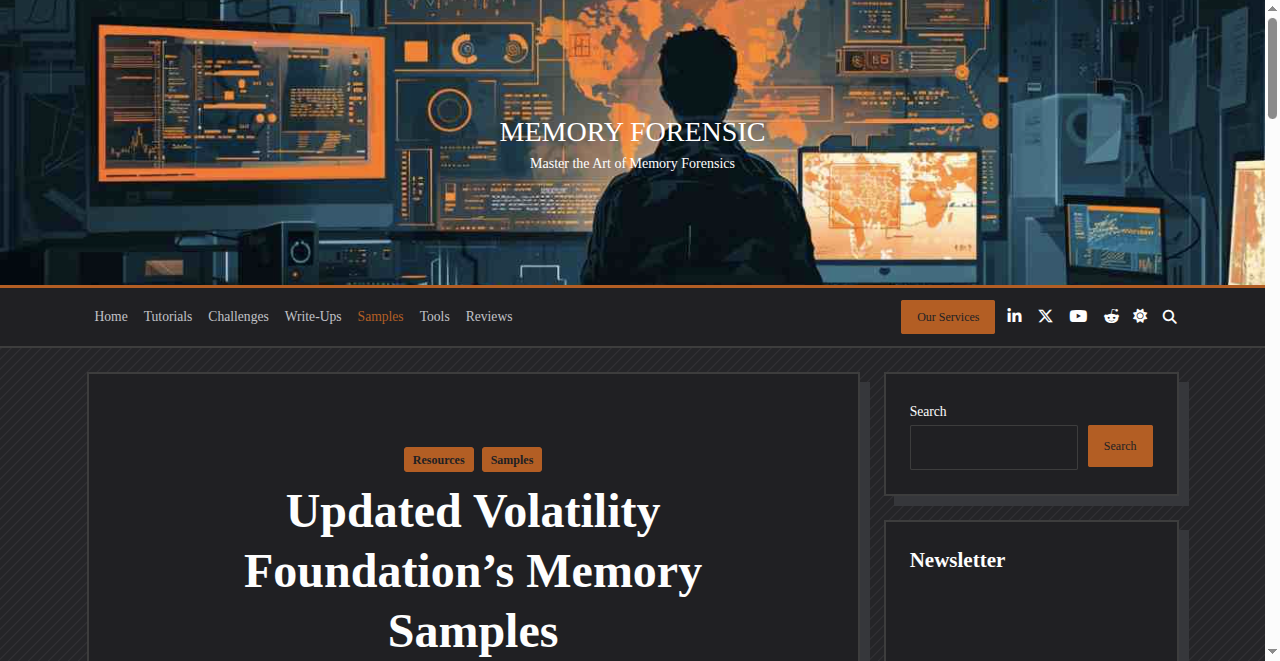 MEMORY FORENSIC
Master the Art of Memory Forensics
Home Tutorials Challenges Write-Ups Samples Tools Reviews Our Services
Resources Samples
Updated Volatility
Foundation’s Memory
Samples
Search
Search
Newsletter